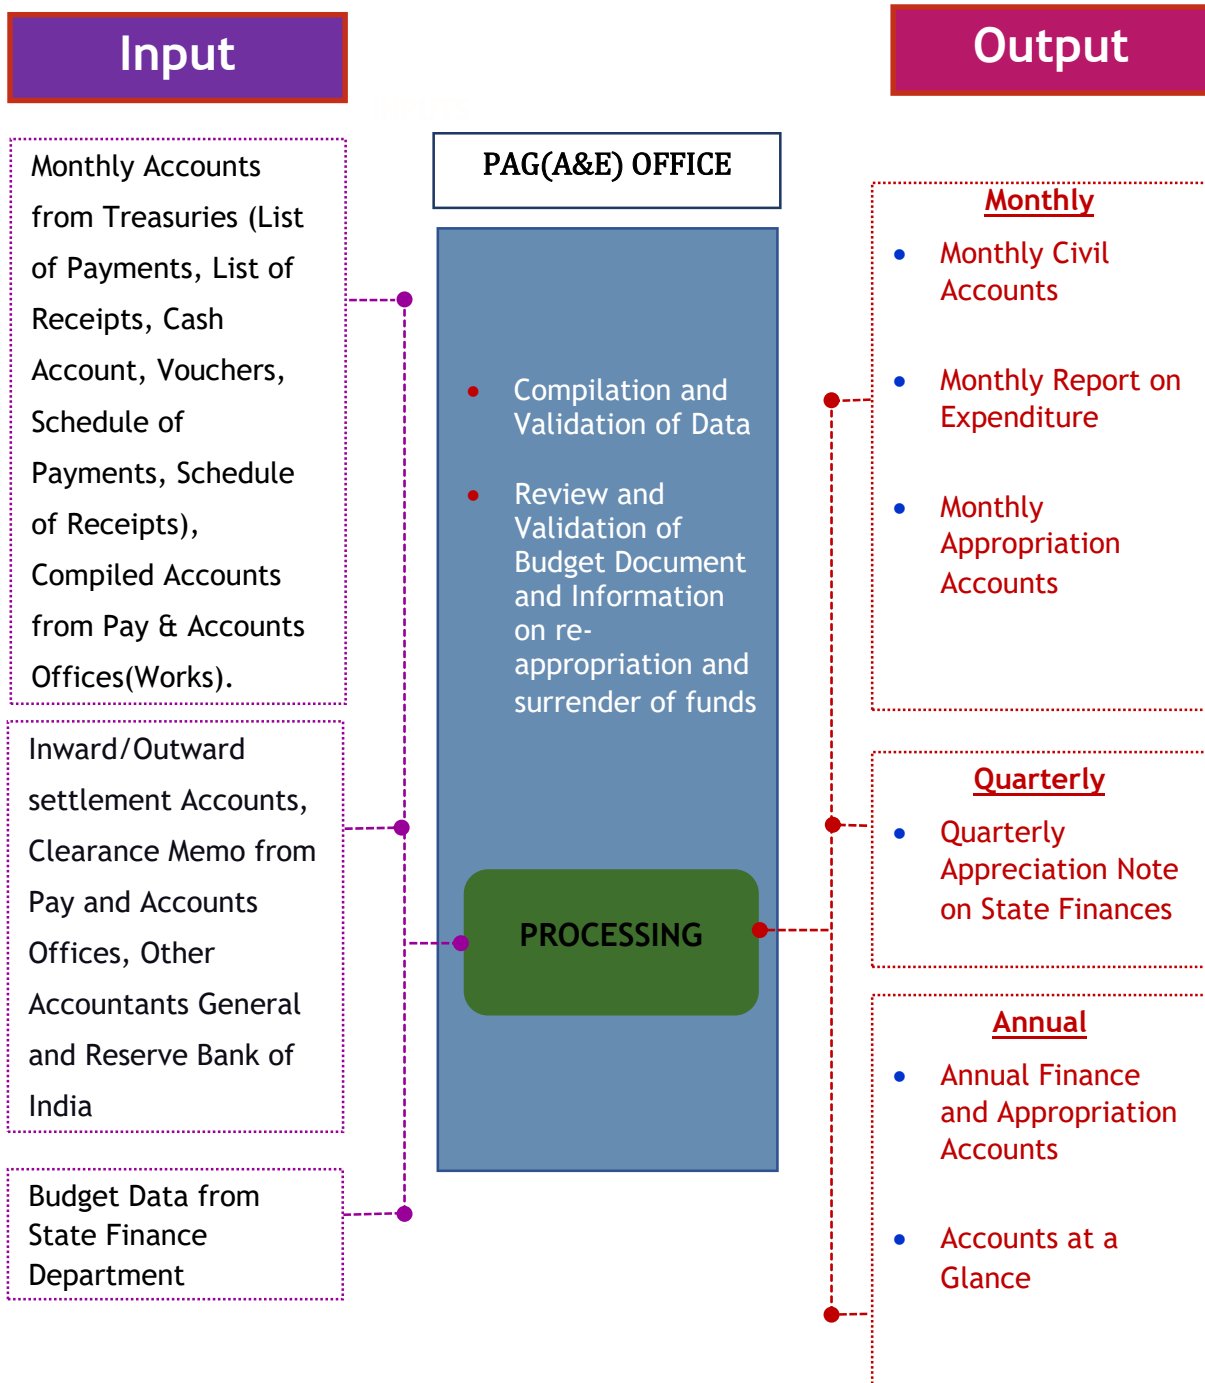 Input
Monthly Accounts
from Treasuries (List
of Payments, List of
Receipts, Cash
Account, Vouchers,
Schedule of
Payments, Schedule
of Receipts),
Compiled Accounts
from Pay & Accounts
Offices(Works).
Inward/Outward
settlement Accounts,
Clearance Memo from
Pay and Accounts
Offices, Other
Accountants General
and Reserve Bank of
India
Budget Data from
State Finance
Department
PAG(A&E) OFFICE
• Compilation and
Validation of Data
• Review and
Validation of
Budget Document
and Information
on re-
appropriation and
surrender of funds
PROCESSING
Output
Monthly
• Monthly Civil
Accounts
• Monthly Report on
Expenditure
• Monthly
Appropriation
Accounts
Quarterly
• Quarterly
Appreciation Note
on State Finances
Annual
• Annual Finance
and Appropriation
Accounts
• Accounts at a
Glance